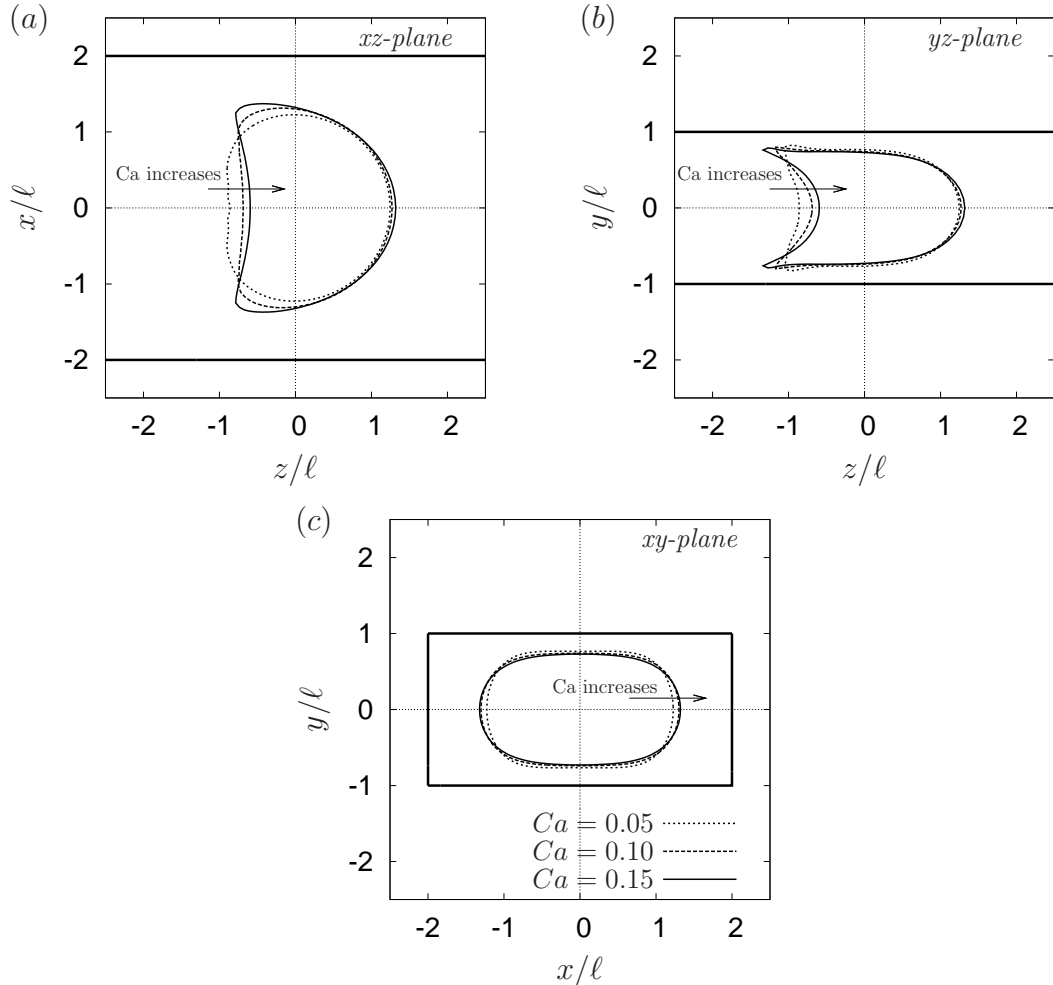 (a)
xz-plane
2
1
0
-1
-2
Ca increases
x/ℓ
-2 -1 0 1 2
z/ℓ
(b)
yz-plane
2
1
0
-1
-2
Ca increases
y/ℓ
-2 -1 0 1 2
z/ℓ
(c)
xy-plane
2
1
0
-1
-2
Ca increases
y/ℓ
Ca = 0.05
Ca = 0.10
Ca = 0.15
-2 -1 0 1 2
x/ℓ